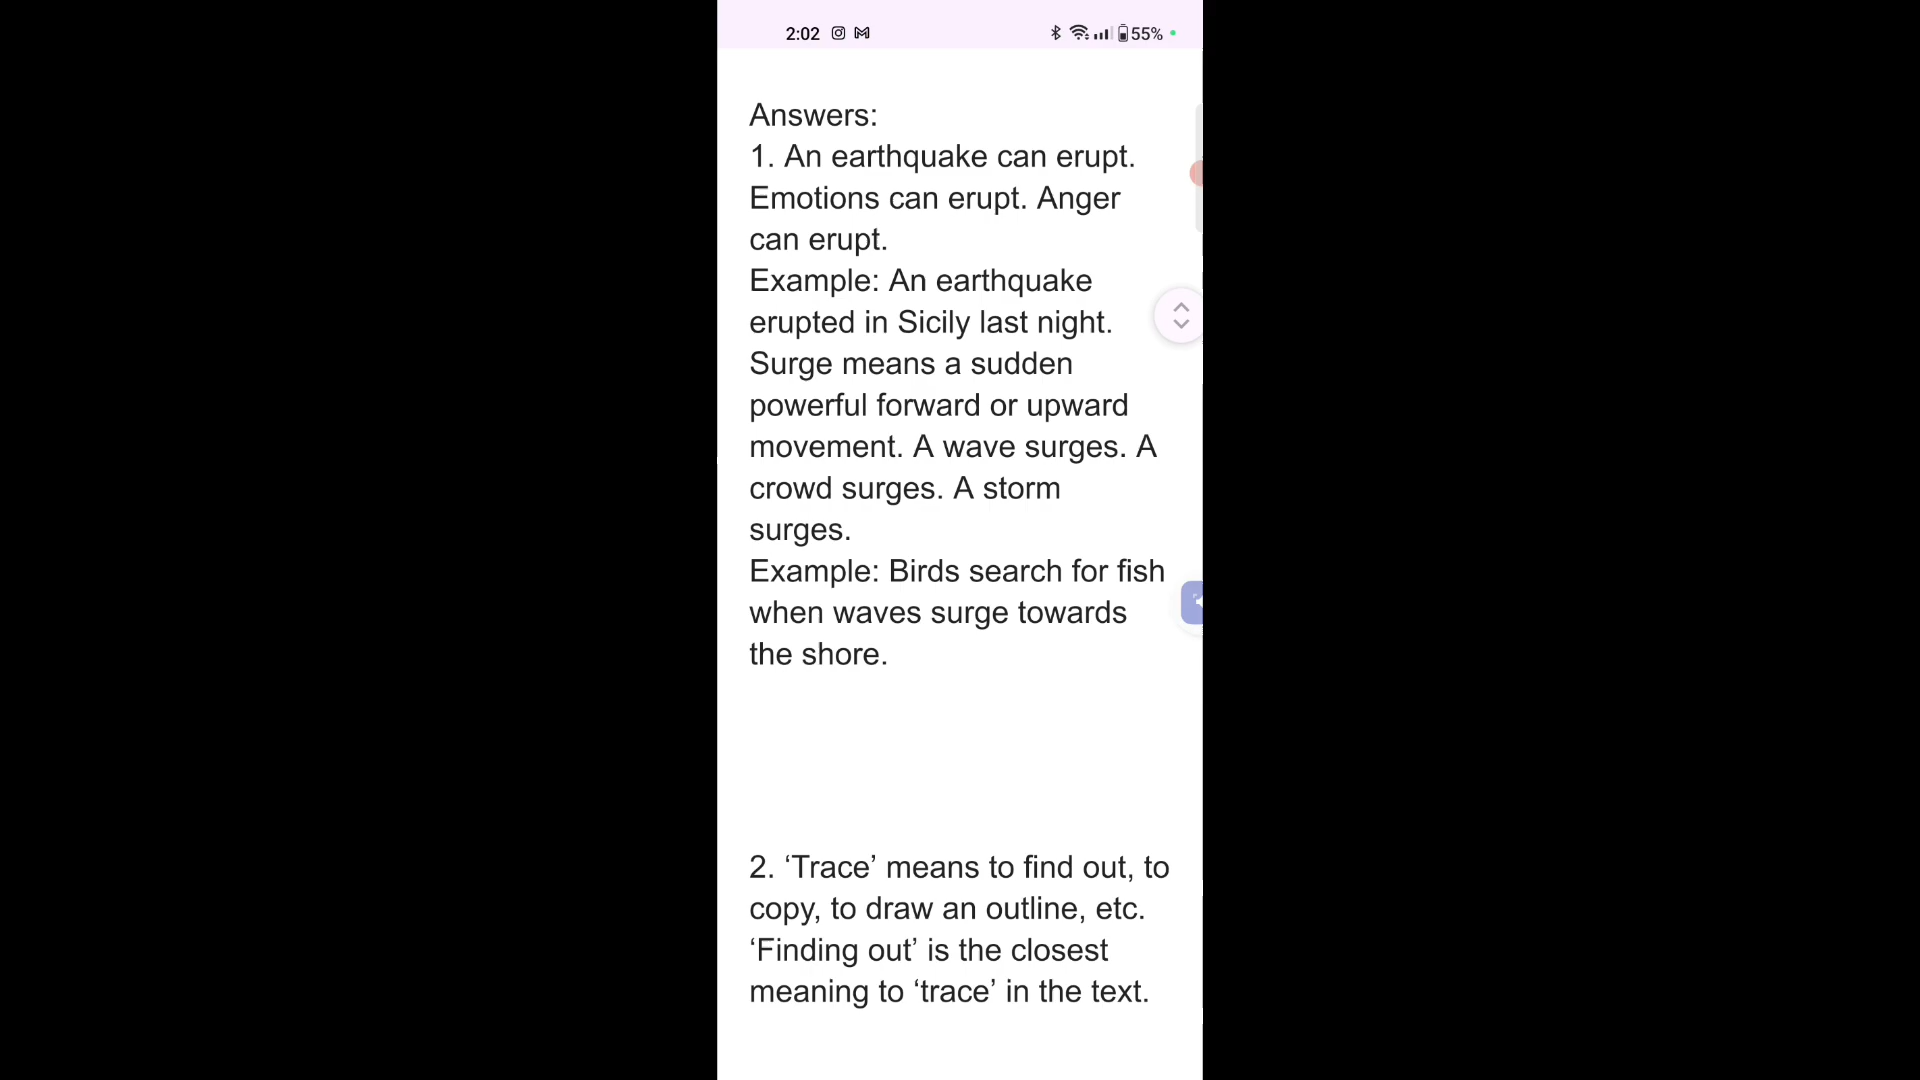 2:02 55%
Answers:
1. An earthquake can erupt.
Emotions can erupt. Anger
can erupt.
Example: An earthquake
erupted in Sicily last night.
Surge means a sudden
powerful forward or upward
movement. A wave surges. A
crowd surges. A storm
surges.
Example: Birds search for fish
when waves surge towards
the shore.
2. ‘Trace’ means to find out, to
copy, to draw an outline, etc.
‘Finding out’ is the closest
meaning to ‘trace’ in the text.